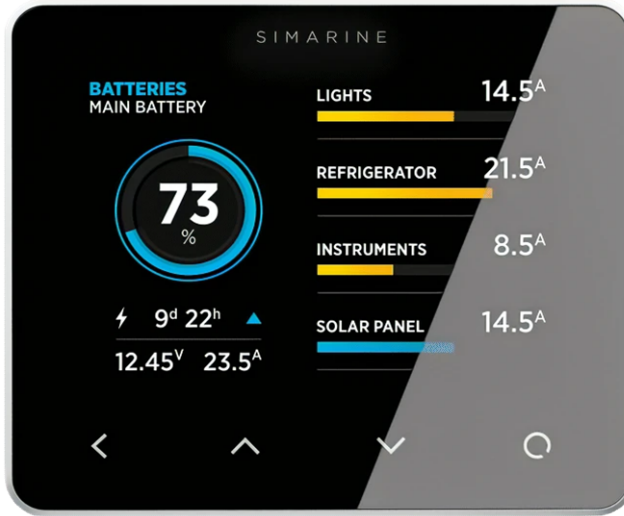 SIMARINE
BATTERIES
MAIN BATTERY
73
%
9d 22h
12.45V 23.5A
LIGHTS 14.5A
REFRIGERATOR 21.5A
INSTRUMENTS 8.5A
SOLAR PANEL 14.5A